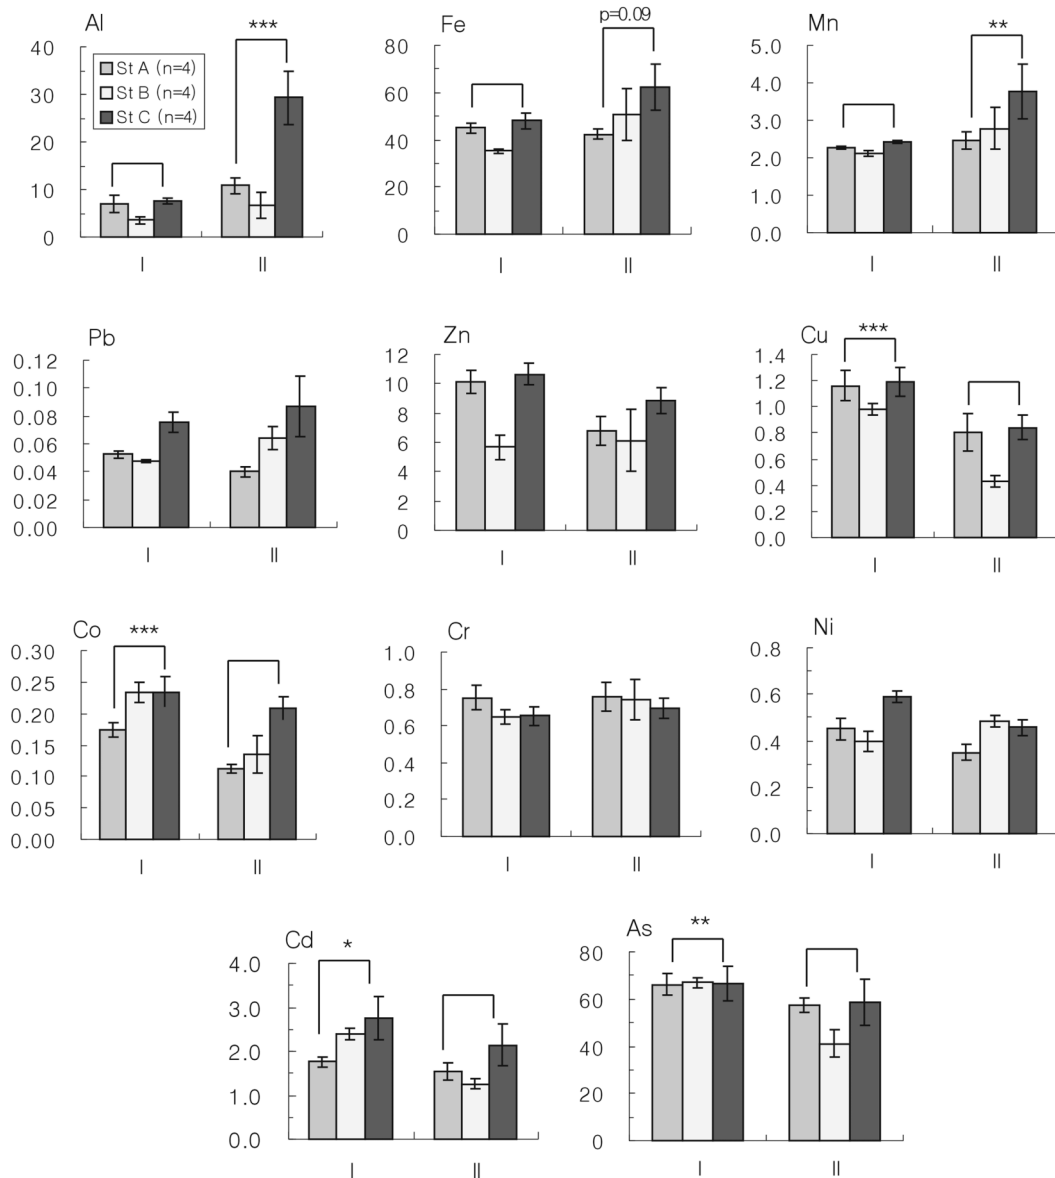 Al
***
40
30
20
10
0
St A (n=4)
St B (n=4)
St C (n=4)
I
II
Fe
p=0.09
80
60
40
20
0
I
II
Mn
**
5.0
4.0
3.0
2.0
1.0
0.0
I
II
Pb
0.12
0.10
0.08
0.06
0.04
0.02
0.00
I
II
Zn
12
10
8
6
4
2
0
I
II
Cu
***
1.4
1.2
1.0
0.8
0.6
0.4
0.2
0.0
I
II
Co
***
0.30
0.25
0.20
0.15
0.10
0.05
0.00
I
II
Cr
1.0
0.8
0.6
0.4
0.2
0.0
I
II
Ni
0.8
0.6
0.4
0.2
0.0
I
II
Cd
*
4.0
3.0
2.0
1.0
0.0
I
II
As
**
80
60
40
20
0
I
II